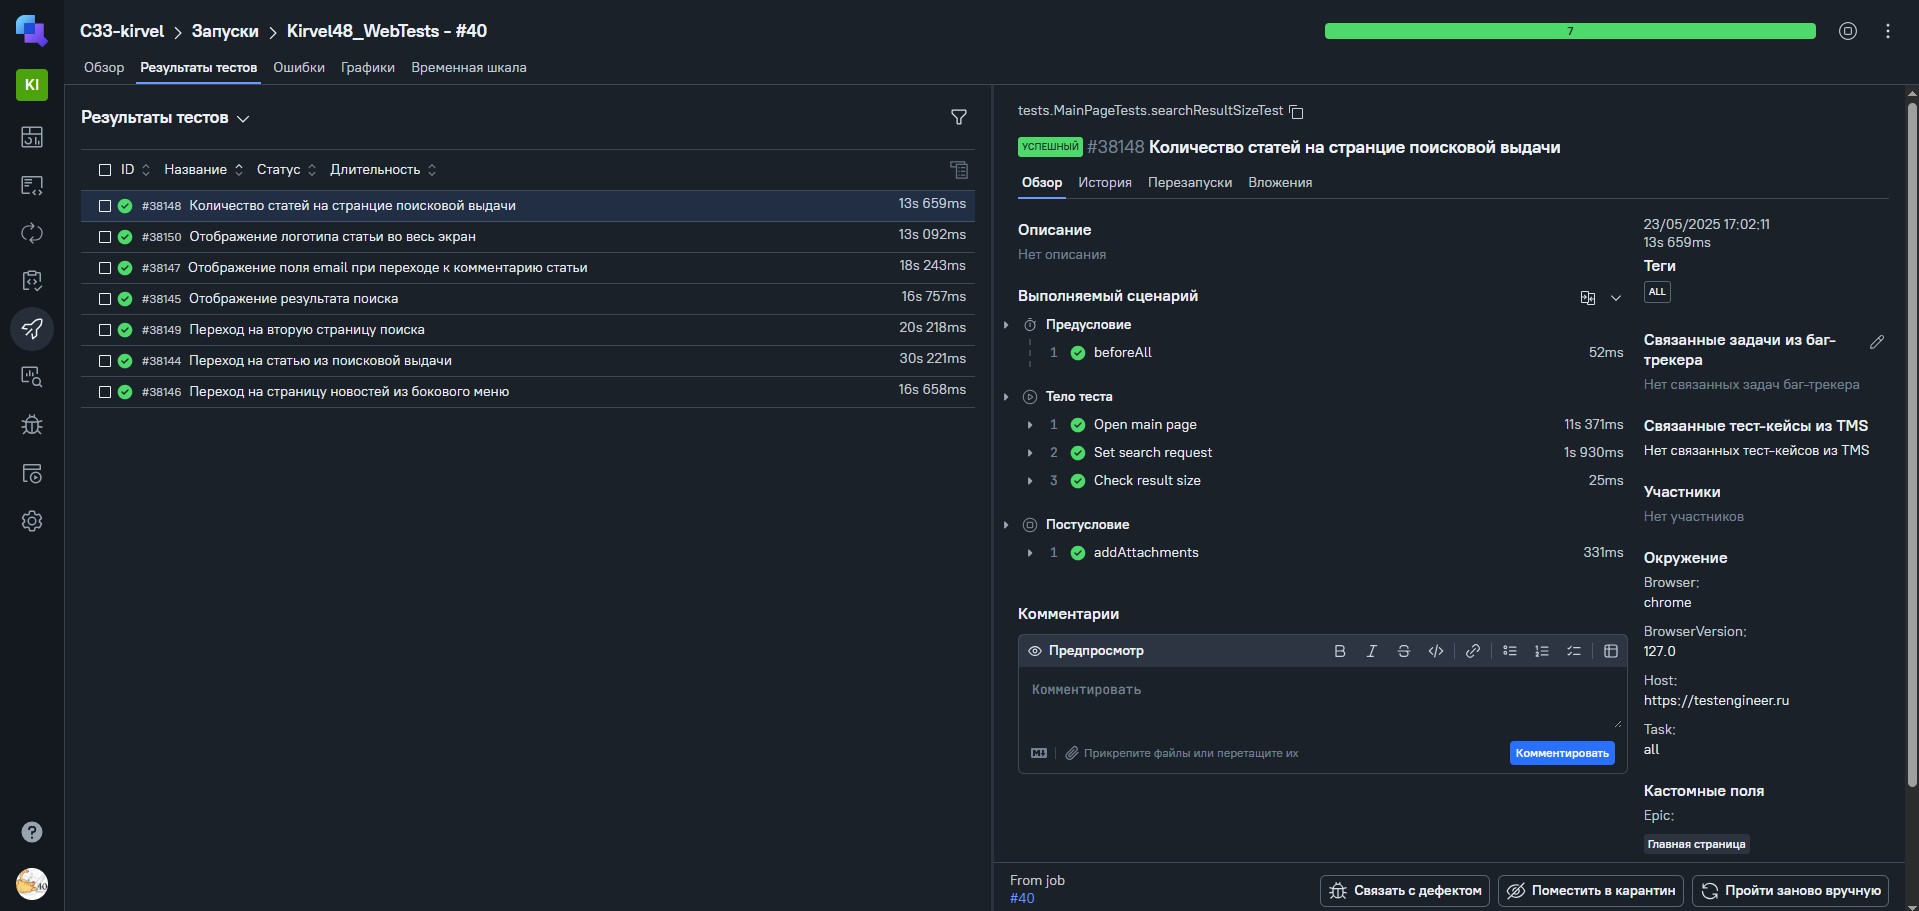 C33-kirvel > Запуски > Kirvel48_WebTests - #40
7
KI
Обзор Результаты тестов Ошибки Графики Временная шкала
Результаты тестов
ID Название Статус Длительность
#38148 Количество статей на странцие поисковой выдачи 13s 659ms
#38150 Отображение логотипа статьи во весь экран 13s 092ms
#38147 Отображение поля email при переходе к комментарию статьи 18s 243ms
#38145 Отображение результата поиска 16s 757ms
#38149 Переход на вторую страницу поиска 20s 218ms
#38144 Переход на статью из поисковой выдачи 30s 221ms
#38146 Переход на страницу новостей из бокового меню 16s 658ms
tests.MainPageTests.searchResultSizeTest
УСПЕШНЫЙ #38148 Количество статей на странцие поисковой выдачи
Обзор История Перезапуски Вложения
Описание
Нет описания
Выполняемый сценарий
Предусловие
1 beforeAll 52ms
Тело теста
1 Open main page 11s 371ms
2 Set search request 1s 930ms
3 Check result size 25ms
Постусловие
1 addAttachments 331ms
Комментарии
Предпросмотр
Комментировать
Прикрепите файлы или перетащите их
Комментировать
23/05/2025 17:02:11
13s 659ms
Теги
ALL
Связанные задачи из баг-
трекера
Нет связанных задач баг-трекера
Связанные тест-кейсы из TMS
Нет связанных тест-кейсов из TMS
Участники
Нет участников
Окружение
Browser:
chrome
BrowserVersion:
127.0
Host:
https://testengineer.ru
Task:
all
Кастомные поля
Epic:
Главная страница
From job
#40
Связать с дефектом Поместить в карантин Пройти заново вручную